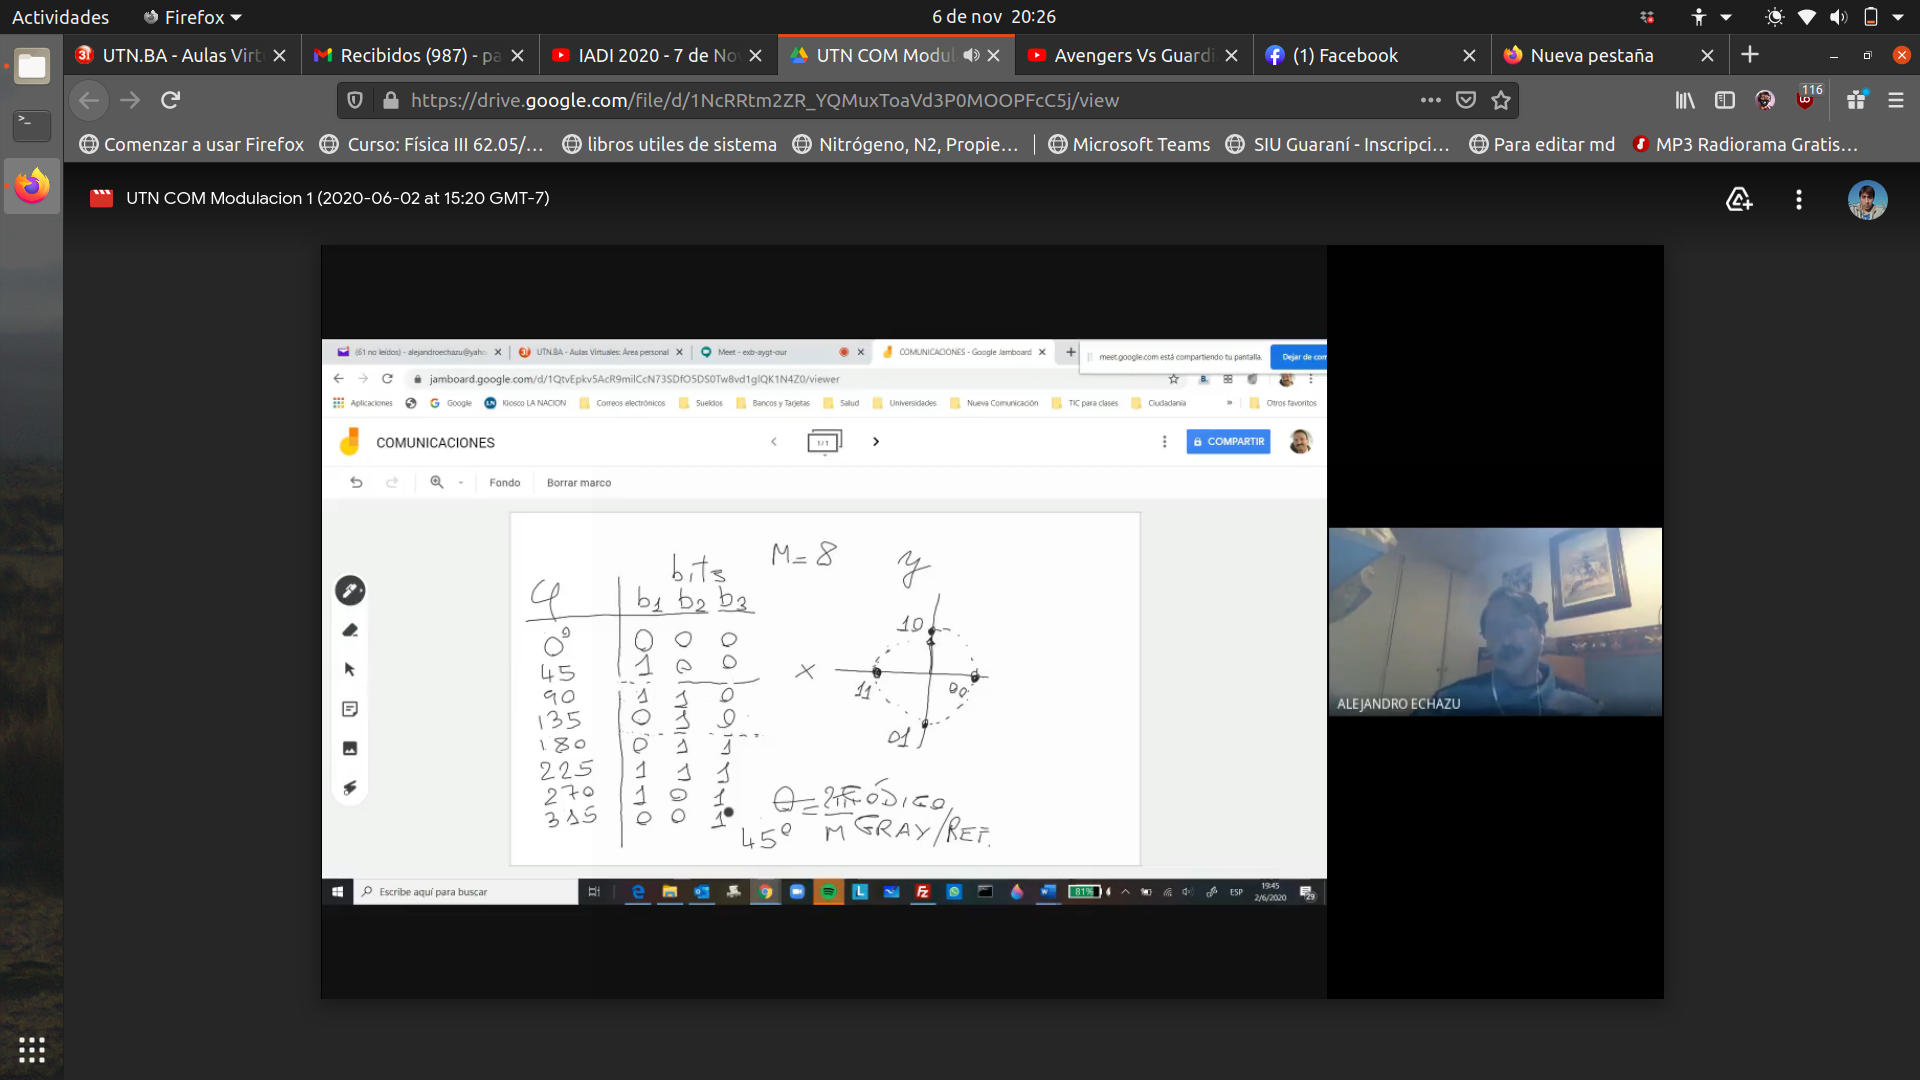 Actividades Firefox 6 de nov 20:26
UTN.BA - Aulas Virt
Recibidos (987) - pa
IADI 2020 - 7 de No
UTN COM Modul
Avengers Vs Guardi
(1) Facebook
Nueva pestaña
https://drive.google.com/file/d/1NcRRtm2ZR_YQMuxToaVd3P0MOOPFcC5j/view
116
Comenzar a usar Firefox
Curso: Física III 62.05/…
libros utiles de sistema
Nitrógeno, N2, Propie…
Microsoft Teams
SIU Guaraní - Inscripci…
Para editar md
MP3 Radiorama Gratis…
UTN COM Modulacion 1 (2020-06-02 at 15:20 GMT-7)
(61 no leídos) - alejandroechazu@yaho
UTN.BA - Aulas Virtuales: Área personal
Meet - exb-aygt-our
COMUNICACIONES - Google Jamboard
meet.google.com está compartiendo tu pantalla.
Dejar de com
jamboard.google.com/d/1QtvEpkv5AcR9milCcN73SDfO5DS0Tw8vd1glQK1N4Z0/viewer
Aplicaciones
Google
Kiosco LA NACION
Correos electrónicos
Sueldos
Bancos y Tarjetas
Salud
Universidades
Nueva Comunicación
TIC para clases
Ciudadanía
»
Otros favoritos
COMUNICACIONES
1/1
COMPARTIR
Fondo
Borrar marco
M = 8
y
bits
φ b1 b2 b3
0° 0 0 0
45 1 0 0
90 1 1 0
135 0 1 0
180 0 1 1
225 1 1 1
270 1 0 1
315 0 0 1
10
x
11
00
01
CÓDIGO
GRAY/REF.
45°
M
ALEJANDRO ECHAZU
Escribe aquí para buscar
81%
ESP
19:45
2/6/2020
29